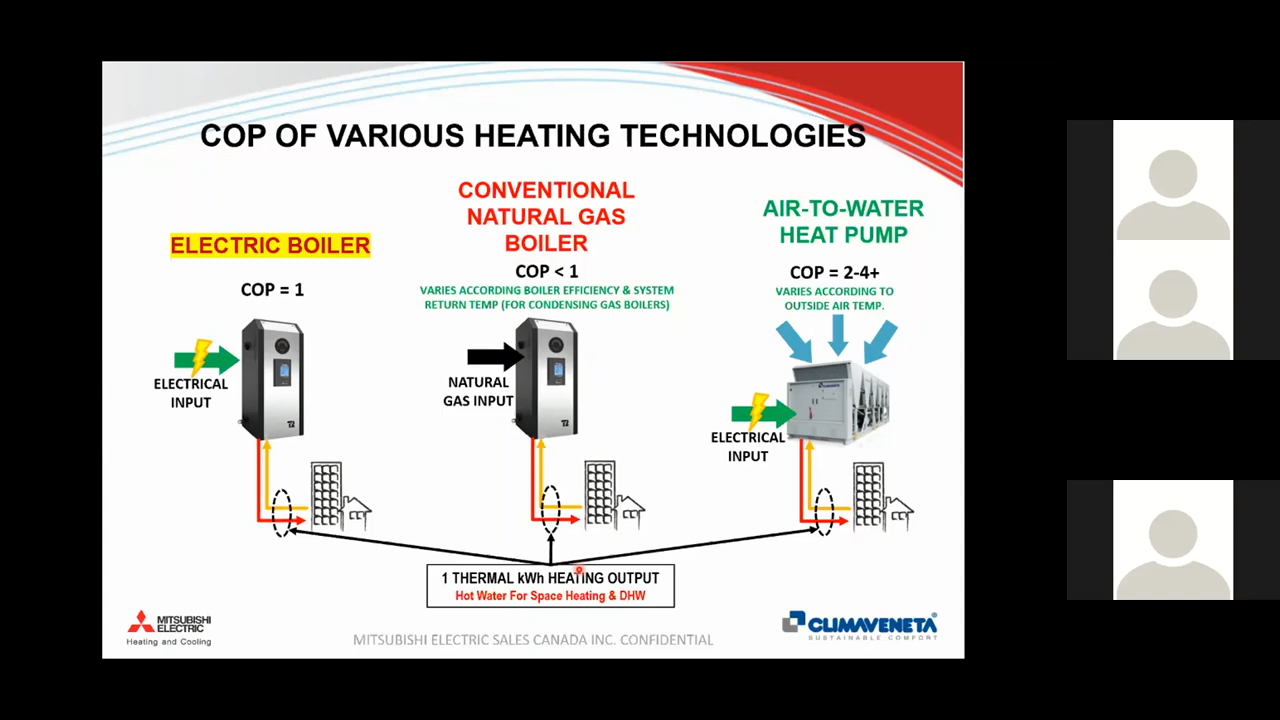 COP OF VARIOUS HEATING TECHNOLOGIES
ELECTRIC BOILER
COP = 1
ELECTRICAL
INPUT
CONVENTIONAL
NATURAL GAS
BOILER
COP < 1
VARIES ACCORDING BOILER EFFICIENCY & SYSTEM
RETURN TEMP (FOR CONDENSING GAS BOILERS)
NATURAL
GAS INPUT
AIR-TO-WATER
HEAT PUMP
COP = 2-4+
VARIES ACCORDING TO
OUTSIDE AIR TEMP.
CLIMAVENETA
ELECTRICAL
INPUT
1 THERMAL kWh HEATING OUTPUT
Hot Water For Space Heating & DHW
MITSUBISHI
ELECTRIC
Heating and Cooling
MITSUBISHI ELECTRIC SALES CANADA INC. CONFIDENTIAL
CLIMAVENETA
SUSTAINABLE COMFORT